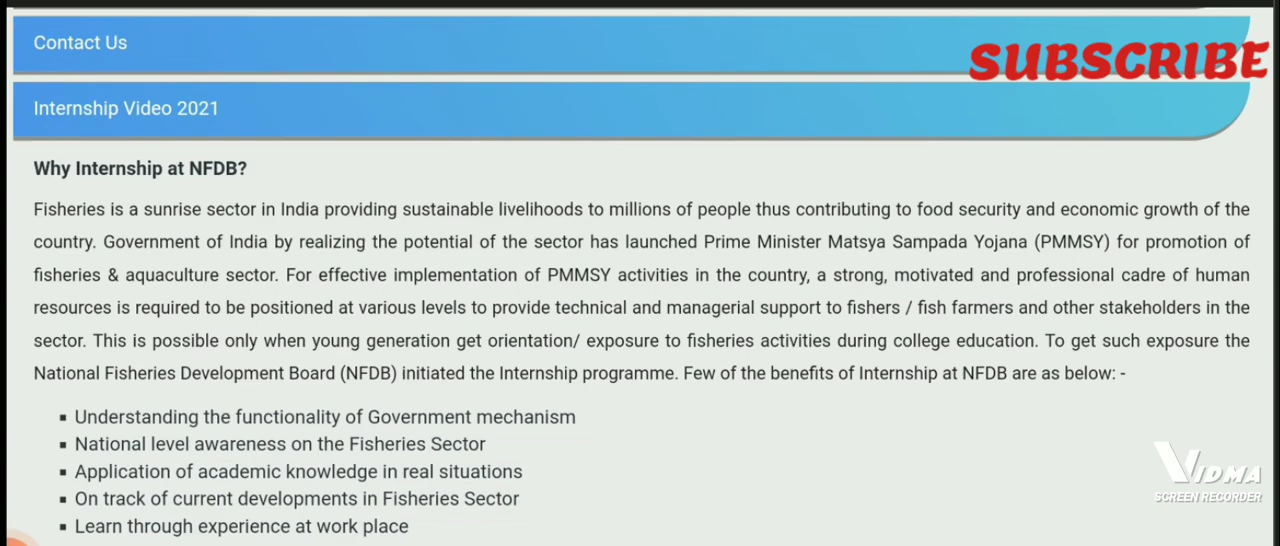 Contact Us
SUBSCRIBE
Internship Video 2021
Why Internship at NFDB?
Fisheries is a sunrise sector in India providing sustainable livelihoods to millions of people thus contributing to food security and economic growth of the
country. Government of India by realizing the potential of the sector has launched Prime Minister Matsya Sampada Yojana (PMMSY) for promotion of
fisheries & aquaculture sector. For effective implementation of PMMSY activities in the country, a strong, motivated and professional cadre of human
resources is required to be positioned at various levels to provide technical and managerial support to fishers / fish farmers and other stakeholders in the
sector. This is possible only when young generation get orientation/ exposure to fisheries activities during college education. To get such exposure the
National Fisheries Development Board (NFDB) initiated the Internship programme. Few of the benefits of Internship at NFDB are as below: -
▪ Understanding the functionality of Government mechanism
▪ National level awareness on the Fisheries Sector
▪ Application of academic knowledge in real situations
▪ On track of current developments in Fisheries Sector
▪ Learn through experience at work place
VIDMA
SCREEN RECORDER